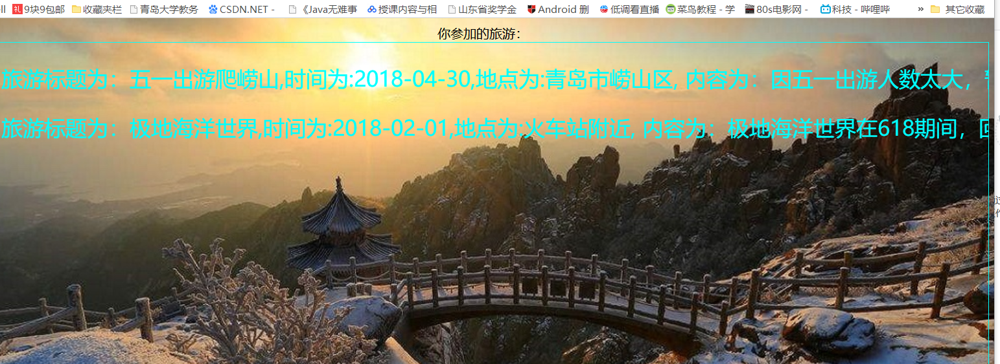 ll 9块9包邮 收藏夹栏 青岛大学教务 CSDN.NET - 《Java无难事 授课内容与相 山东省奖学金 Android 删 低调看直播 菜鸟教程 - 学 80s电影网 - 科技 - 哔哩哔 » 其它收藏
你参加的旅游：
旅游标题为：五一出游爬崂山,时间为:2018-04-30,地点为:青岛市崂山区, 内容为：因五一出游人数太大，
旅游标题为：极地海洋世界,时间为:2018-02-01,地点为:火车站附近, 内容为：极地海洋世界在618期间，